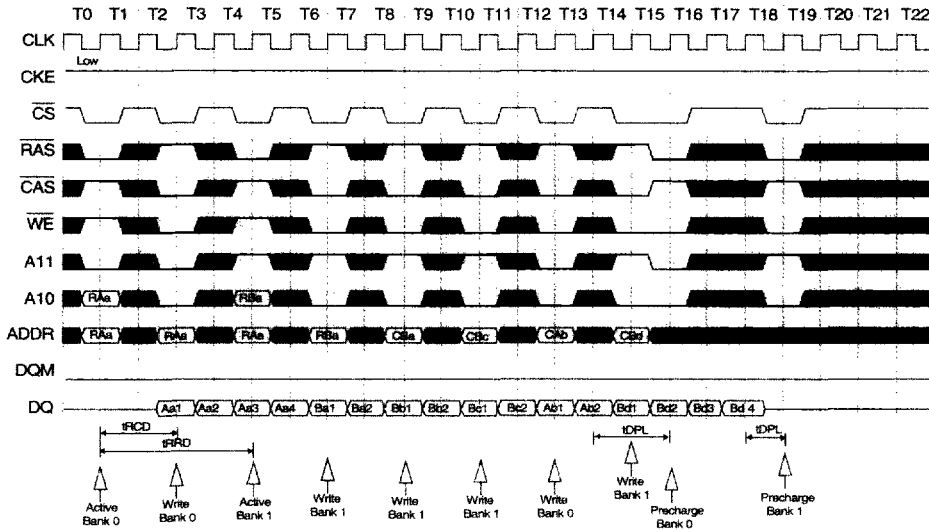 T0 T1 T2 T3 T4 T5 T6 T7 T8 T9 T10 T11 T12 T13 T14 T15 T16 T17 T18 T19 T20 T21 T22
CLK
Low
CKE
CS
RAS
CAS
WE
A11
A10 RAa RBa
ADDR RAa RAa RAa RBa CBa CBc CAb CBd
DQM
DQ Aa1 Aa2 Aa3 Aa4 Ba1 Ba2 Bb1 Bb2 Bc1 Bc2 Ab1 Ab2 Bd1 Bd2 Bd3 Bd 4
tRCD tDPL tDPL
tRRD
Active Bank 0
Write Bank 0
Active Bank 1
Write Bank 1
Write Bank 1
Write Bank 1
Write Bank 0
Write Bank 1
Precharge Bank 0
Precharge Bank 1